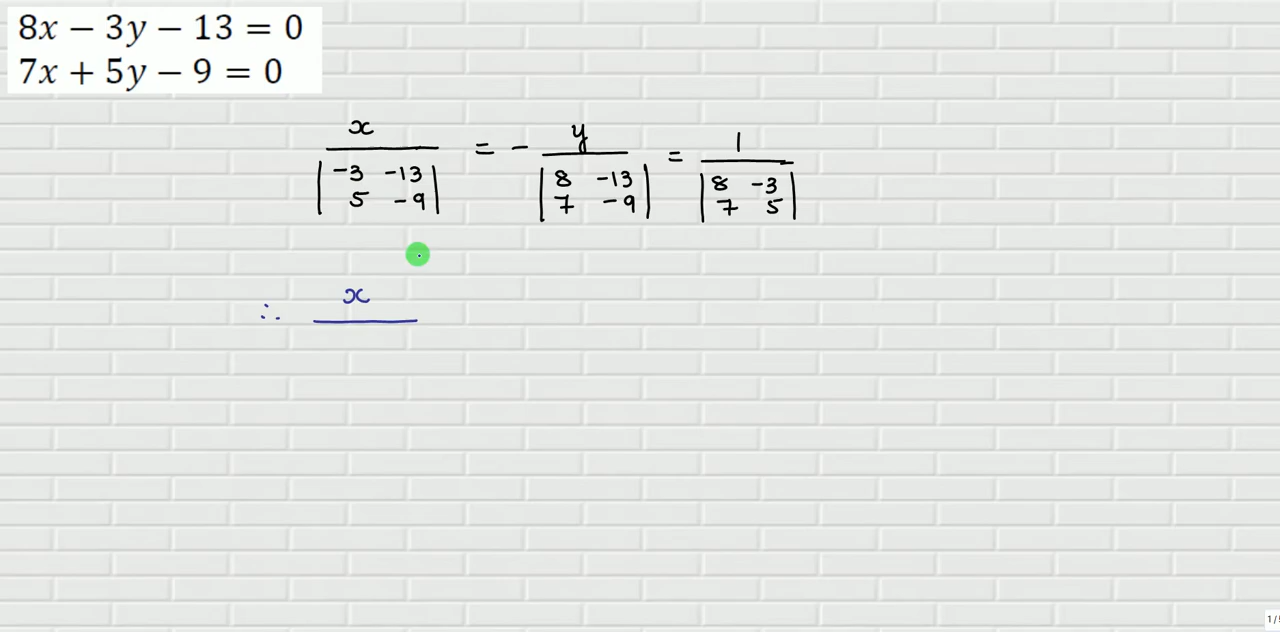 8x − 3y − 13 = 0
7x + 5y − 9 = 0
x / |-3 -13; 5 -9| = - y / |8 -13; 7 -9| = 1 / |8 -3; 7 5|
∴ x
1/